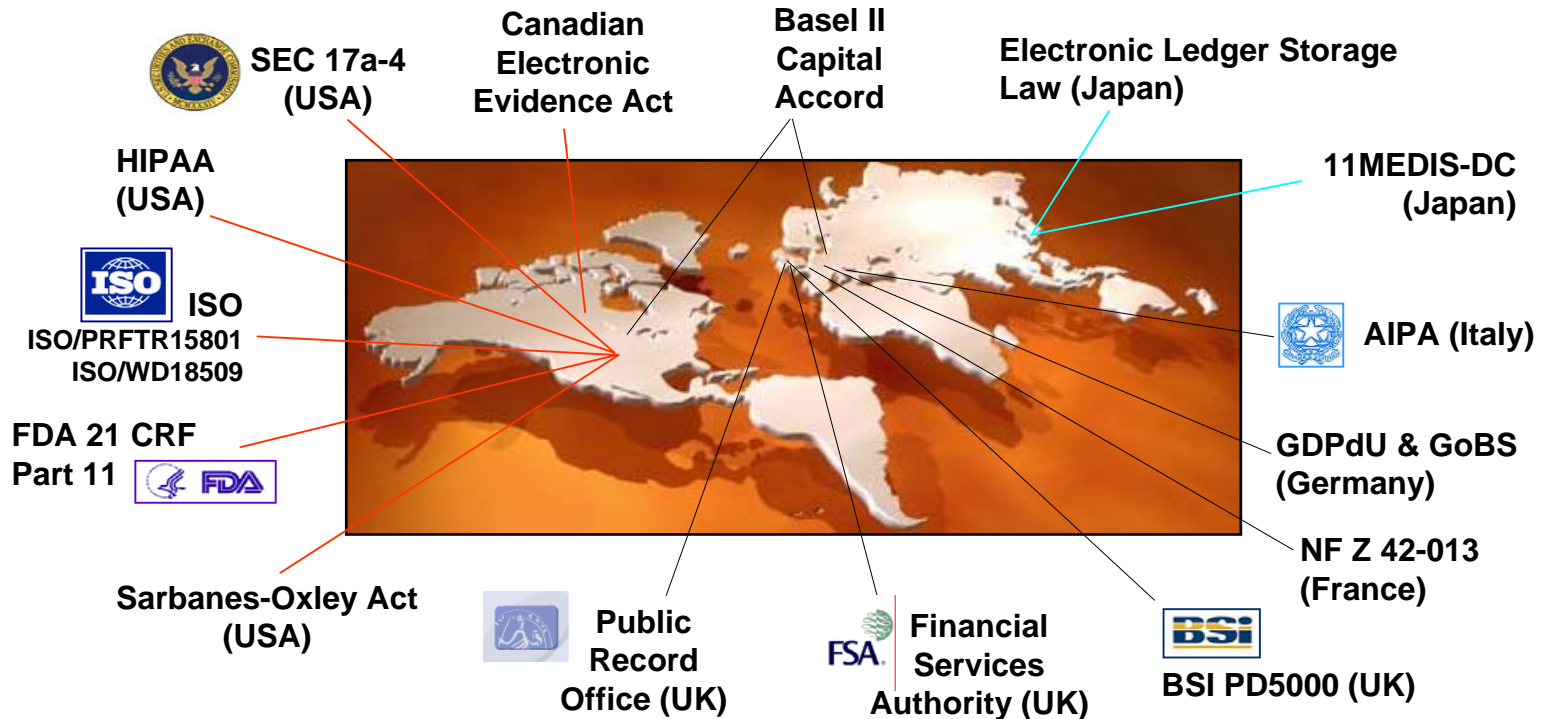 SEC 17a-4
(USA)
Canadian
Electronic
Evidence Act
Basel II
Capital
Accord
Electronic Ledger Storage
Law (Japan)
HIPAA
(USA)
11MEDIS-DC
(Japan)
ISO
ISO
ISO/PRFTR15801
ISO/WD18509
AIPA (Italy)
FDA 21 CRF
Part 11
FDA
GDPdU & GoBS
(Germany)
NF Z 42-013
(France)
Sarbanes-Oxley Act
(USA)
Public
Record
Office (UK)
FSA
Financial
Services
Authority (UK)
BSi
BSI PD5000 (UK)